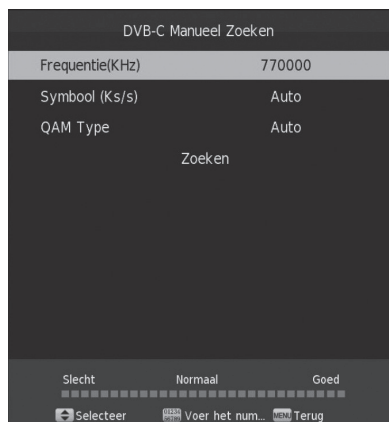 DVB-C Manueel Zoeken
Frequentie(KHz) 770000
Symbool (Ks/s) Auto
QAM Type Auto
Zoeken
Slecht Normaal Goed
Selecteer Voer het num... MENU Terug